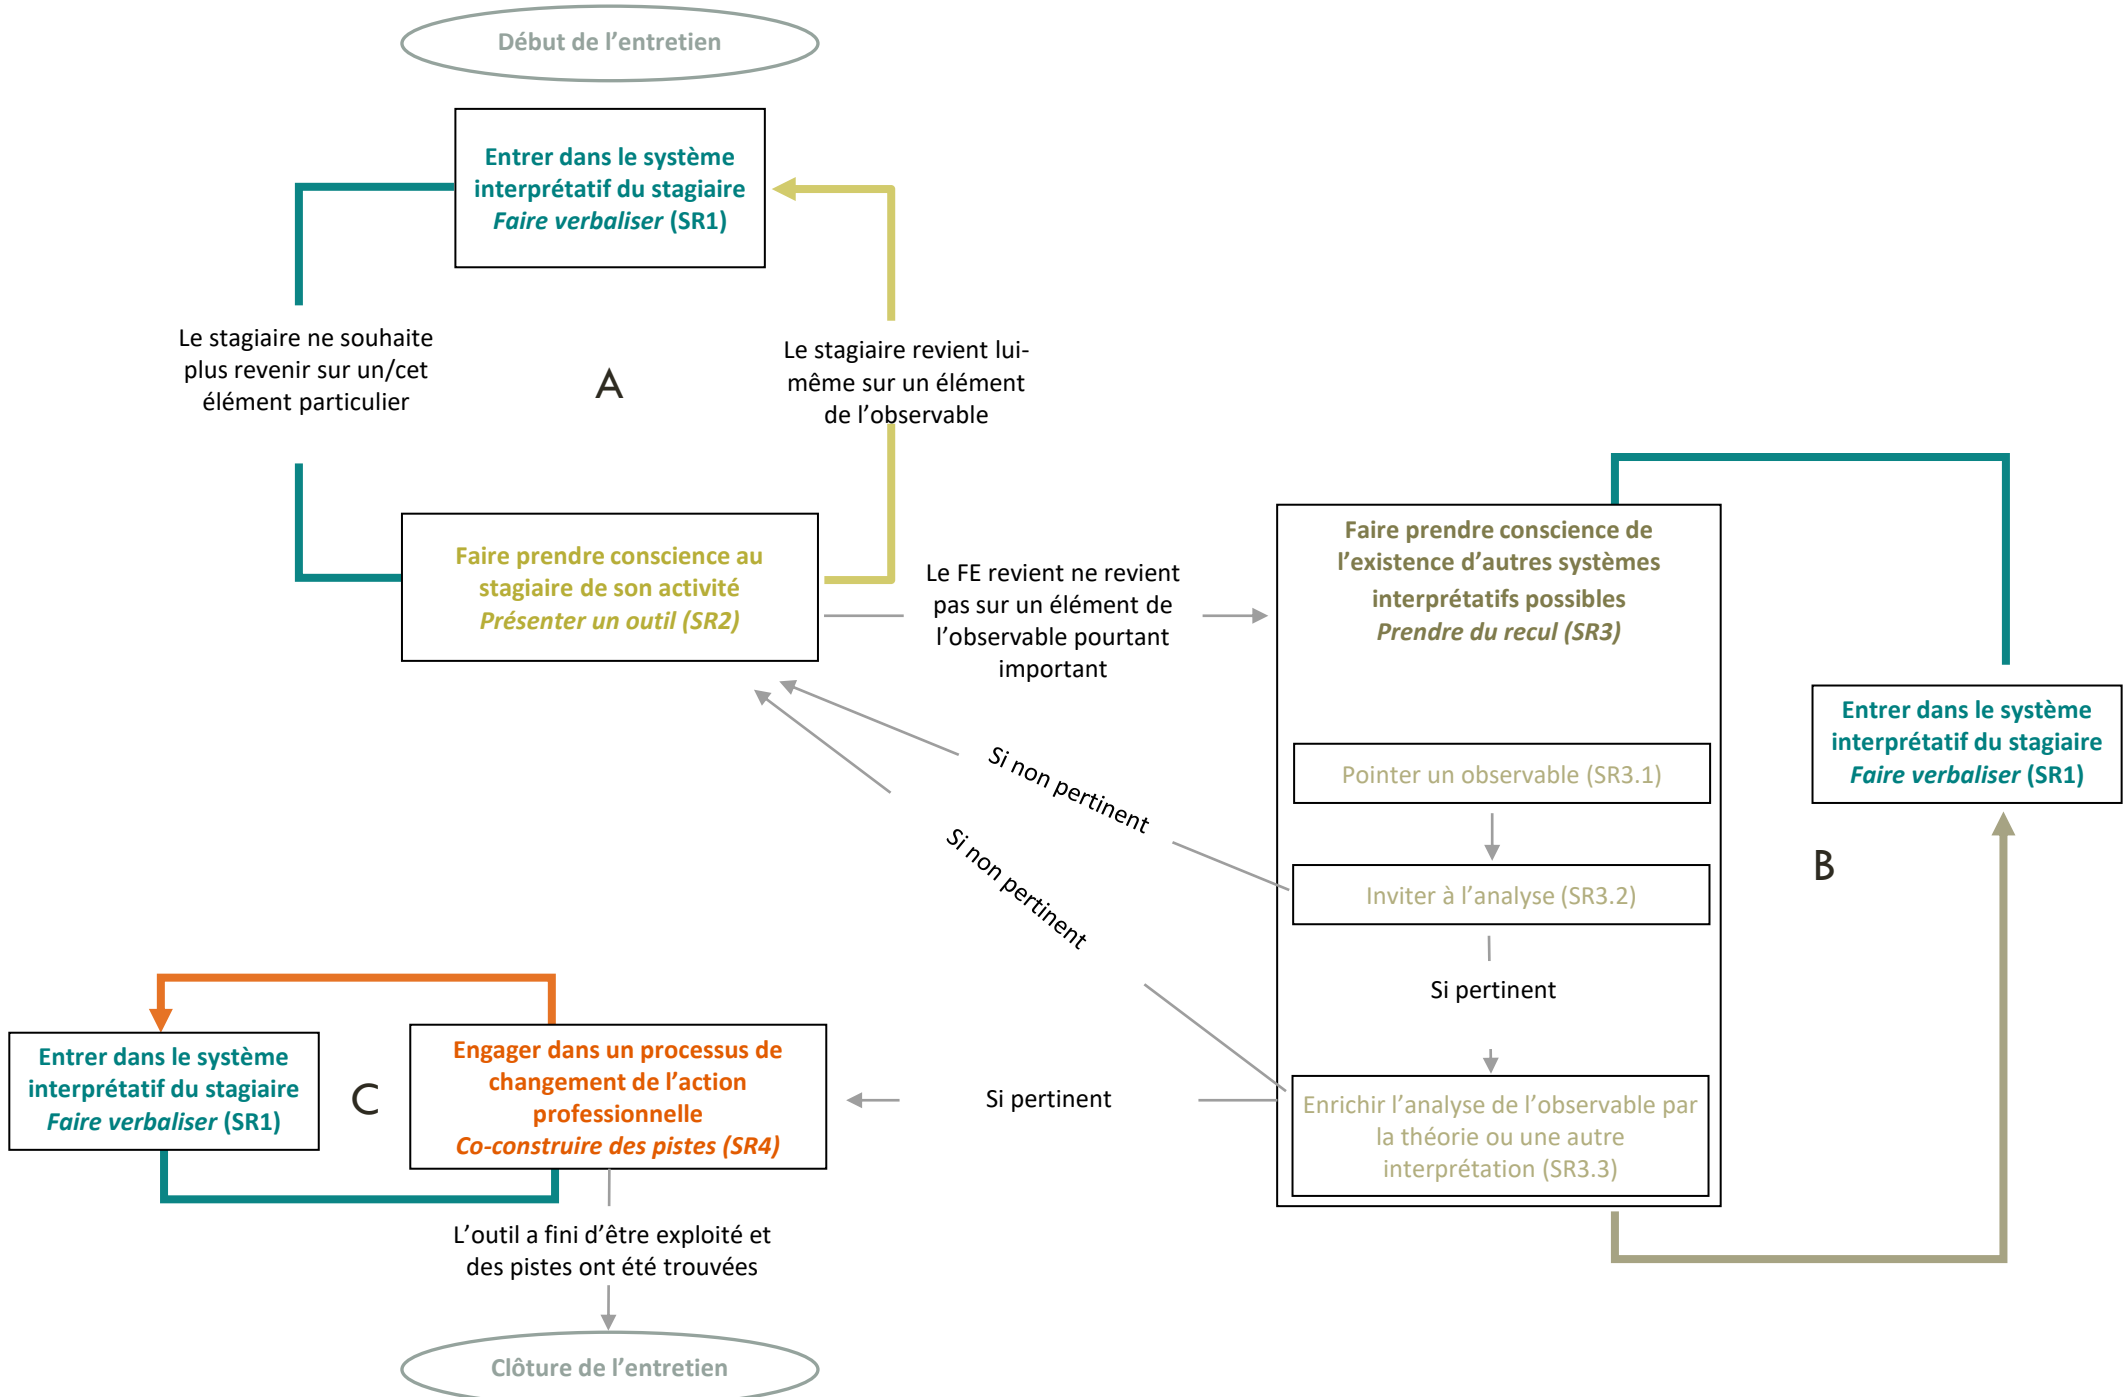 Début de l’entretien
Entrer dans le système
interprétatif du stagiaire
Faire verbaliser (SR1)
Le stagiaire ne souhaite
plus revenir sur un/cet
élément particulier
A
Le stagiaire revient lui-
même sur un élément
de l’observable
Faire prendre conscience au
stagiaire de son activité
Présenter un outil (SR2)
Le FE revient ne revient
pas sur un élément de
l’observable pourtant
important
Faire prendre conscience de
l’existence d’autres systèmes
interprétatifs possibles
Prendre du recul (SR3)
Pointer un observable (SR3.1)
Inviter à l’analyse (SR3.2)
Si pertinent
Enrichir l’analyse de l’observable par
la théorie ou une autre
interprétation (SR3.3)
Entrer dans le système
interprétatif du stagiaire
Faire verbaliser (SR1)
B
Si non pertinent
Si non pertinent
Si pertinent
Engager dans un processus de
changement de l’action
professionnelle
Co-construire des pistes (SR4)
C
Entrer dans le système
interprétatif du stagiaire
Faire verbaliser (SR1)
L’outil a fini d’être exploité et
des pistes ont été trouvées
Clôture de l’entretien